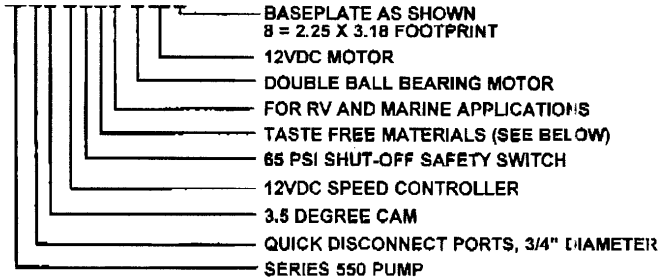 BASEPLATE AS SHOWN
8 = 2.25 X 3.18 FOOTPRINT
12VDC MOTOR
DOUBLE BALL BEARING MOTOR
FOR RV AND MARINE APPLICATIONS
TASTE FREE MATERIALS (SEE BELOW)
65 PSI SHUT-OFF SAFETY SWITCH
12VDC SPEED CONTROLLER
3.5 DEGREE CAM
QUICK DISCONNECT PORTS, 3/4" DIAMETER
SERIES 550 PUMP